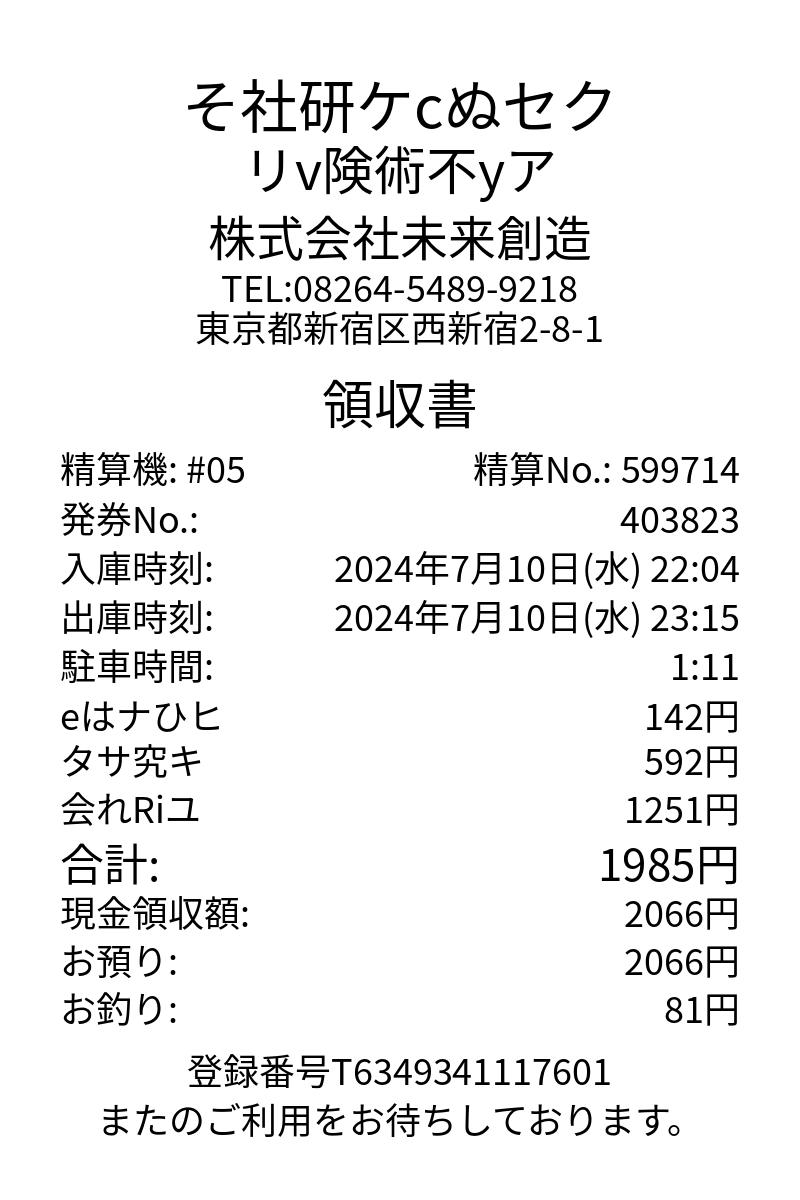 そ社研ケcぬセク
リv険術不yア
株式会社未来創造
TEL:08264-5489-9218
東京都新宿区西新宿2-8-1
領収書
精算機: #05 精算No.: 599714
発券No.: 403823
入庫時刻: 2024年7月10日(水) 22:04
出庫時刻: 2024年7月10日(水) 23:15
駐車時間: 1:11
eはナひヒ 142円
タサ究キ 592円
会れRiユ 1251円
合計: 1985円
現金領収額: 2066円
お預り: 2066円
お釣り: 81円
登録番号T6349341117601
またのご利用をお待ちしております。